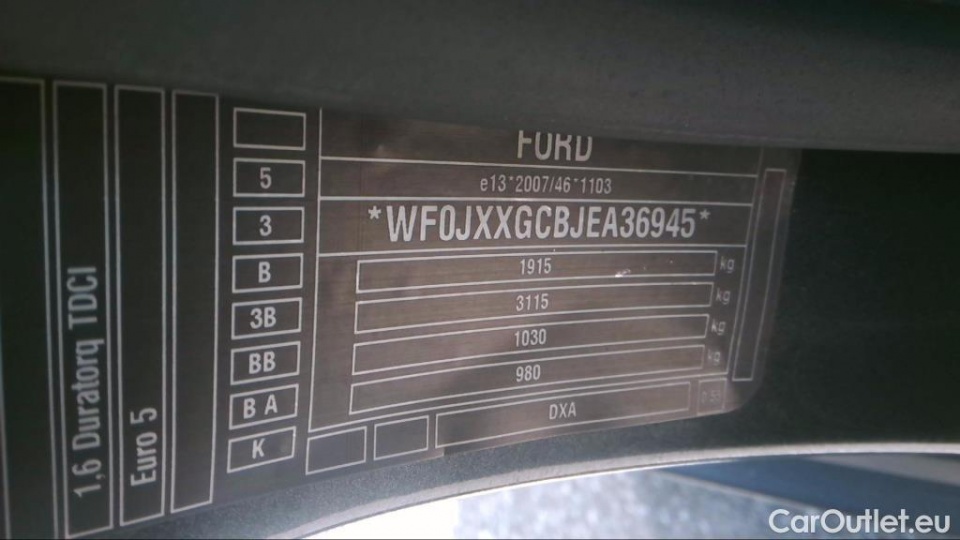 FORD
e13*2007/46*1103
*WF0JXXGCBJEA36945*
1915 kg
3115 kg
1030 kg
980 kg
DXA
5
3
B
3B
BB
B A
K
1,6 Duratorq TDCI
Euro 5
CarOutlet.eu